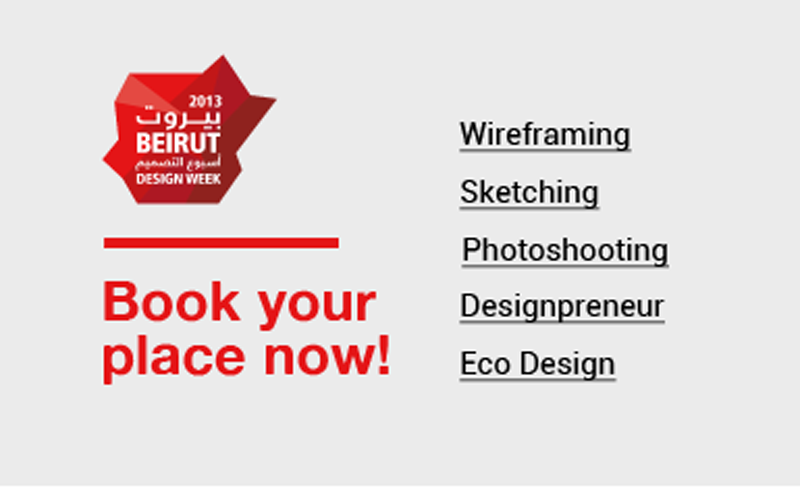 2013
بيروت
BEIRUT
أسبوع التصميم
DESIGN WEEK
Book your
place now!
Wireframing
Sketching
Photoshooting
Designpreneur
Eco Design